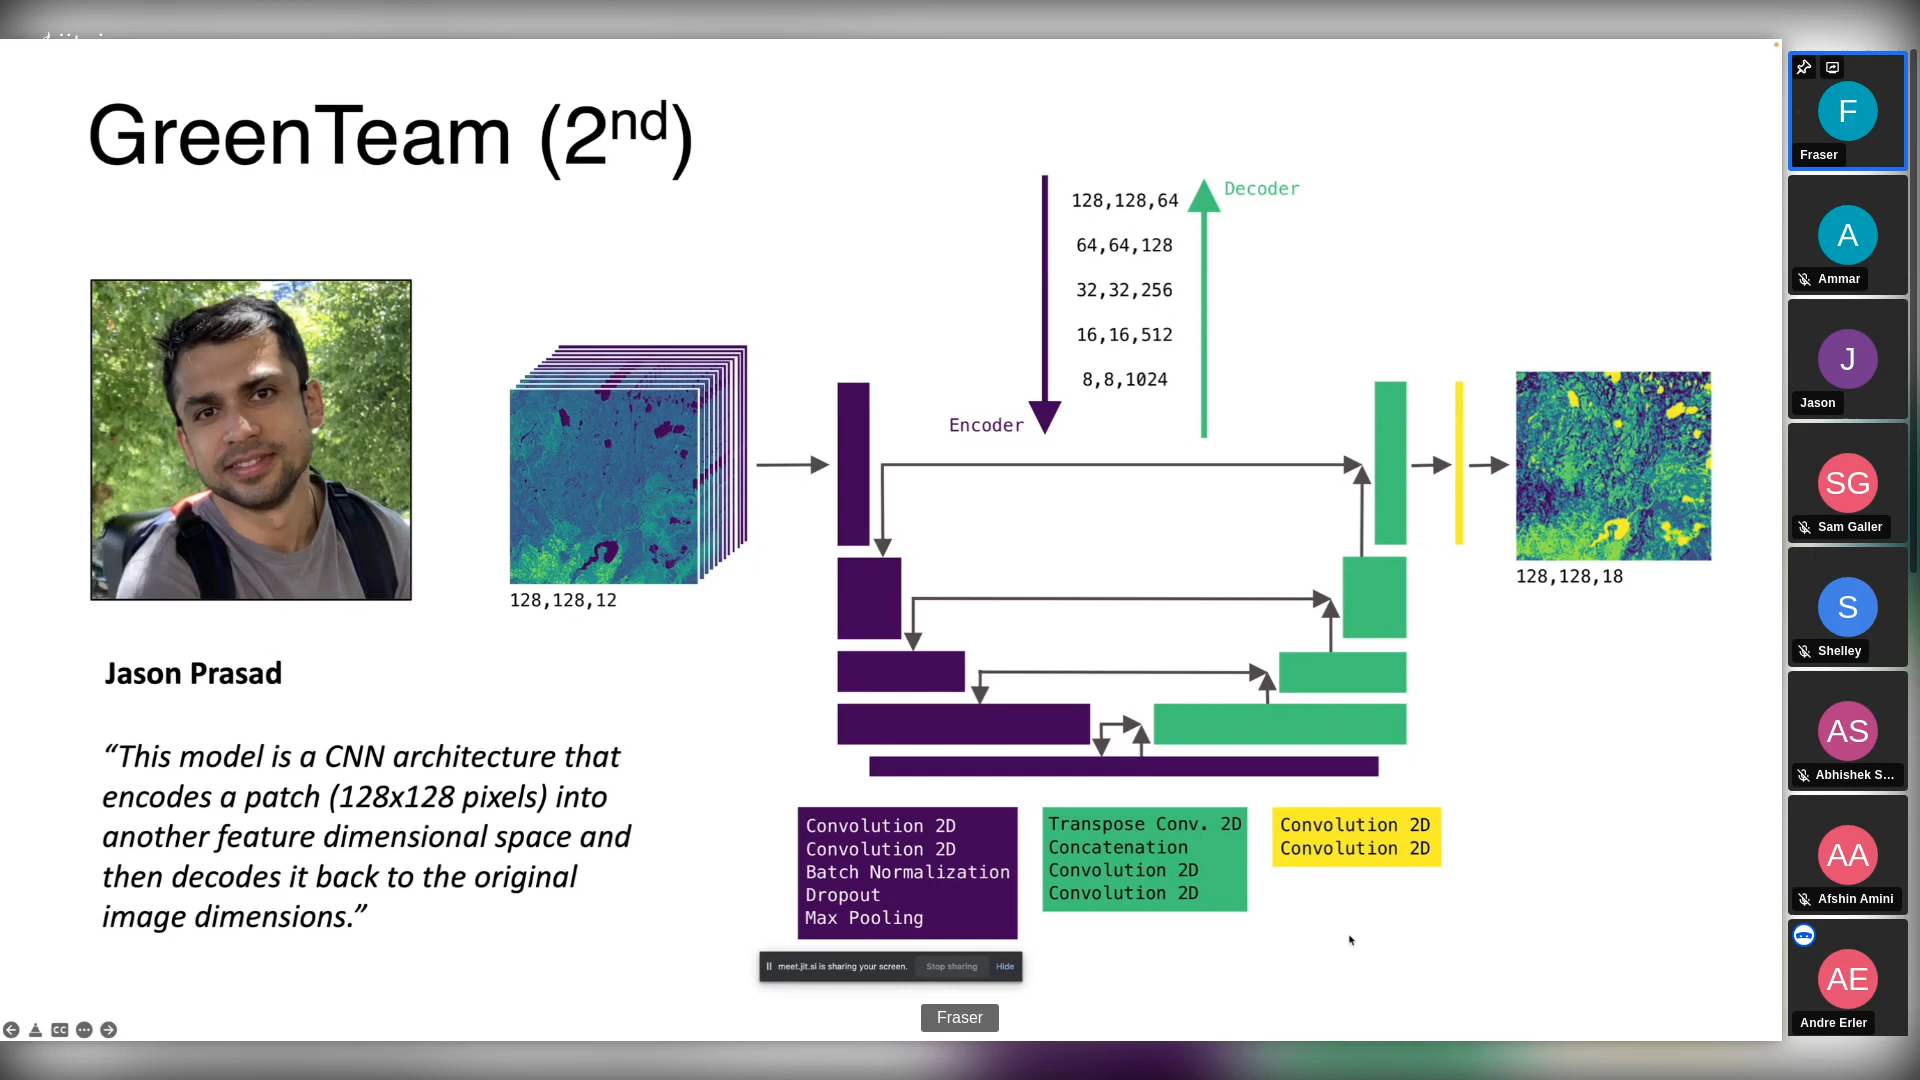 GreenTeam (2nd)
128,128,64
64,64,128
32,32,256
16,16,512
8,8,1024
Decoder
Encoder
128,128,12
128,128,18
Jason Prasad
“This model is a CNN architecture that
encodes a patch (128x128 pixels) into
another feature dimensional space and
then decodes it back to the original
image dimensions.”
Convolution 2D
Convolution 2D
Batch Normalization
Dropout
Max Pooling
Transpose Conv. 2D
Concatenation
Convolution 2D
Convolution 2D
Convolution 2D
Convolution 2D
meet.jit.si is sharing your screen.
Stop sharing
Hide
Fraser
CC
F
Fraser
A
Ammar
J
Jason
SG
Sam Galler
S
Shelley
AS
Abhishek S...
AA
Afshin Amini
AE
Andre Erler